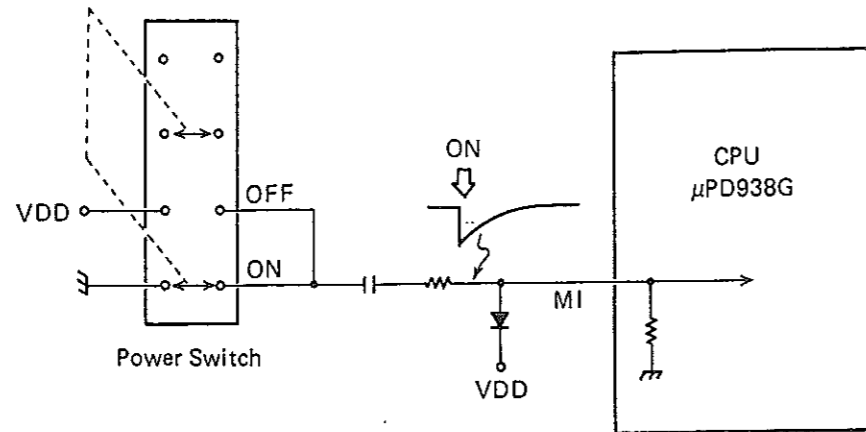 ON
CPU
μPD938G
VDD
OFF
ON
MI
Power Switch
VDD